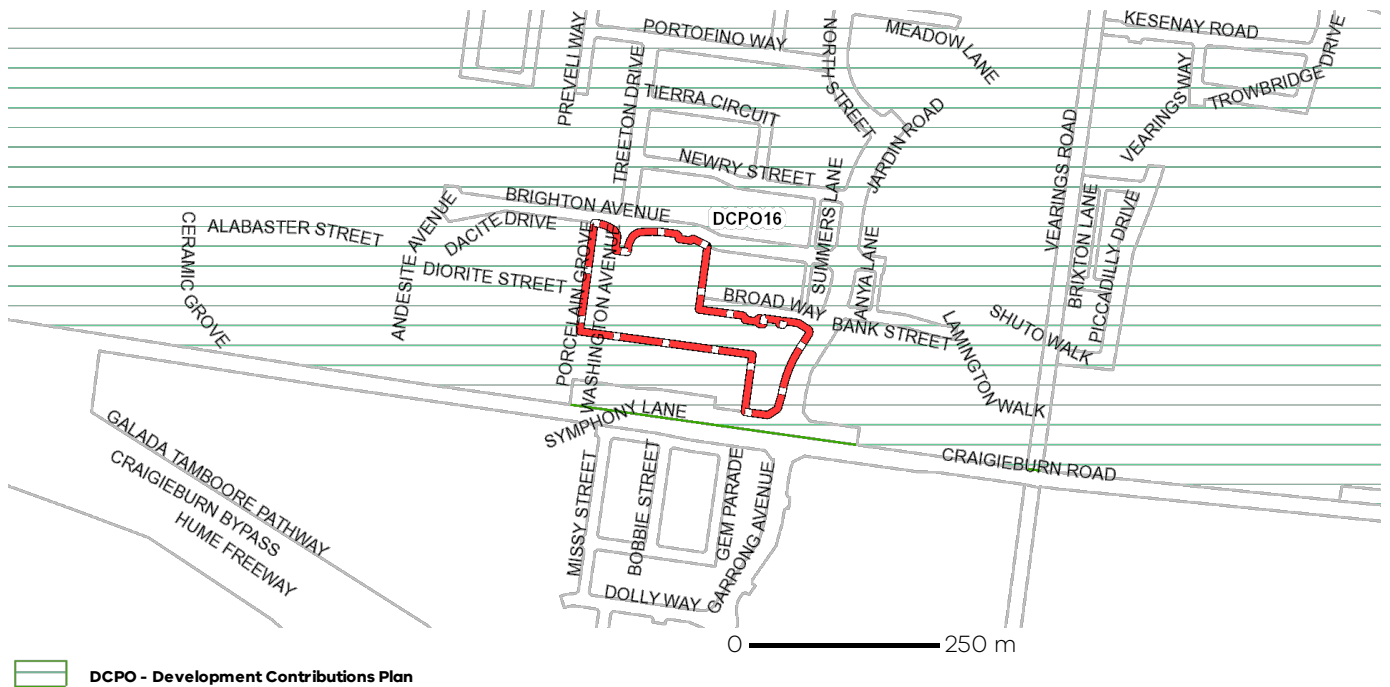 PORTOFINO WAY
MEADOW LANE
KESENAY ROAD
PREVELL WAY
TREETON DRIVE
NORTH STREET
TROWBRIDGE DRIVE
TIERRA CIRCUIT
VEARINGS WAY
JARDIN ROAD
VEARINGS ROAD
NEWRY STREET
BRIGHTON AVENUE
DCPO16
SUMMERS LANE
BRIXTON LANE
PICCADILLY DRIVE
CERAMIC GROVE
ALABASTER STREET
ANDESITE AVENUE
DACITE DRIVE
DIORITE STREET
PORCELAIN GROVE
WASHINGTON AVENUE
BROAD WAY
ANYA LANE
BANK STREET
LAMINGTON WALK
SHUTO WALK
SYMPHONY LANE
CRAIGIEBURN ROAD
GALADA TAMBOORE PATHWAY
CRAIGIEBURN BYPASS
HUME FREEWAY
MISSY STREET
BOBBIE STREET
GEM PARADE
GARRONG AVENUE
DOLLY WAY
0 250 m
DCPO - Development Contributions Plan